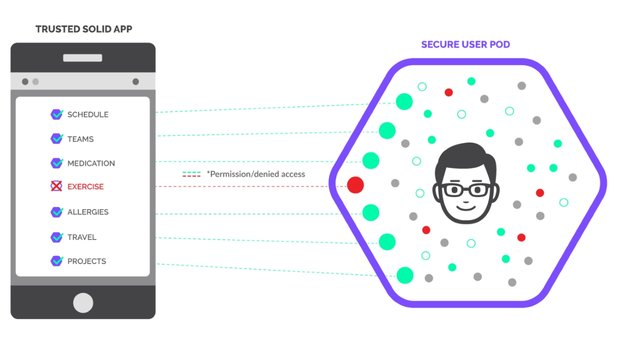 TRUSTED SOLID APP
SECURE USER POD
SCHEDULE
TEAMS
MEDICATION
*Permission/denied access
EXERCISE
ALLERGIES
TRAVEL
PROJECTS